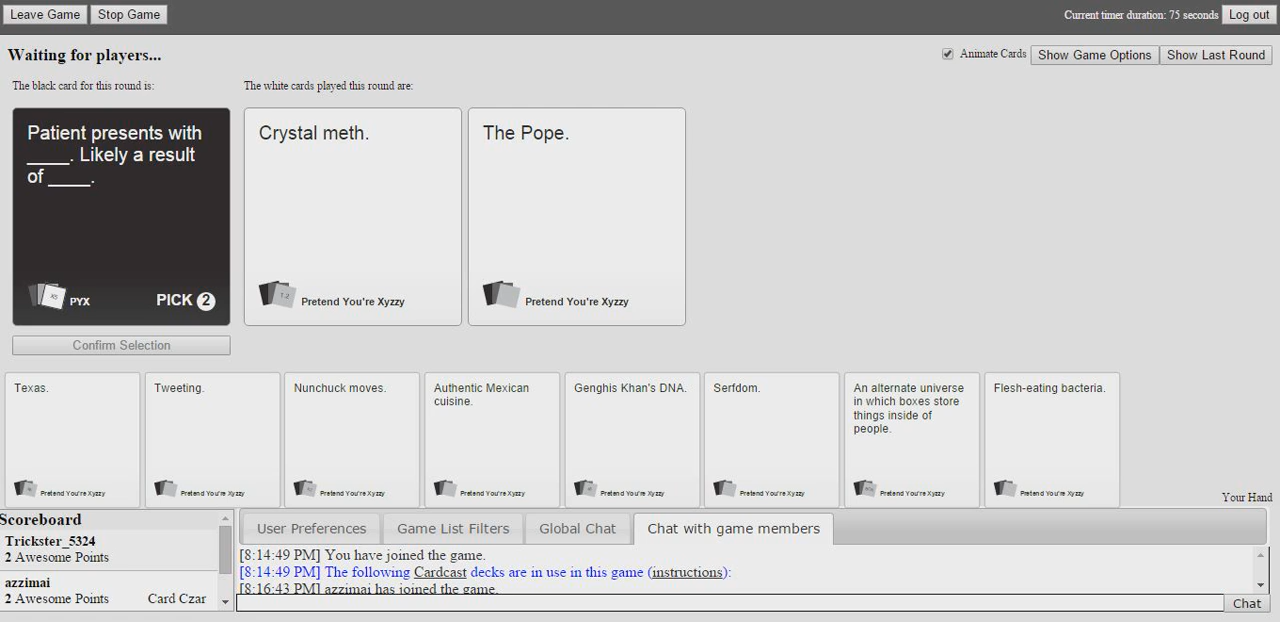 Leave Game
Stop Game
Current timer duration: 75 seconds
Log out
Waiting for players...
Animate Cards
Show Game Options
Show Last Round
The black card for this round is:
The white cards played this round are:
Patient presents with
____. Likely a result
of ____.
PYX
PICK 2
Crystal meth.
1.2
Pretend You're Xyzzy
The Pope.
Pretend You're Xyzzy
Confirm Selection
Texas.
Pretend You're Xyzzy
Tweeting.
Pretend You're Xyzzy
Nunchuck moves.
Pretend You're Xyzzy
Authentic Mexican
cuisine.
Pretend You're Xyzzy
Genghis Khan's DNA.
Pretend You're Xyzzy
Serfdom.
Pretend You're Xyzzy
An alternate universe
in which boxes store
things inside of
people.
Pretend You're Xyzzy
Flesh-eating bacteria.
Pretend You're Xyzzy
Your Hand
Scoreboard
Trickster_5324
2 Awesome Points
azzimai
2 Awesome Points Card Czar
User Preferences
Game List Filters
Global Chat
Chat with game members
[8:14:49 PM] You have joined the game.
[8:14:49 PM] The following Cardcast decks are in use in this game (instructions):
[8:16:43 PM] azzimai has joined the game.
Chat